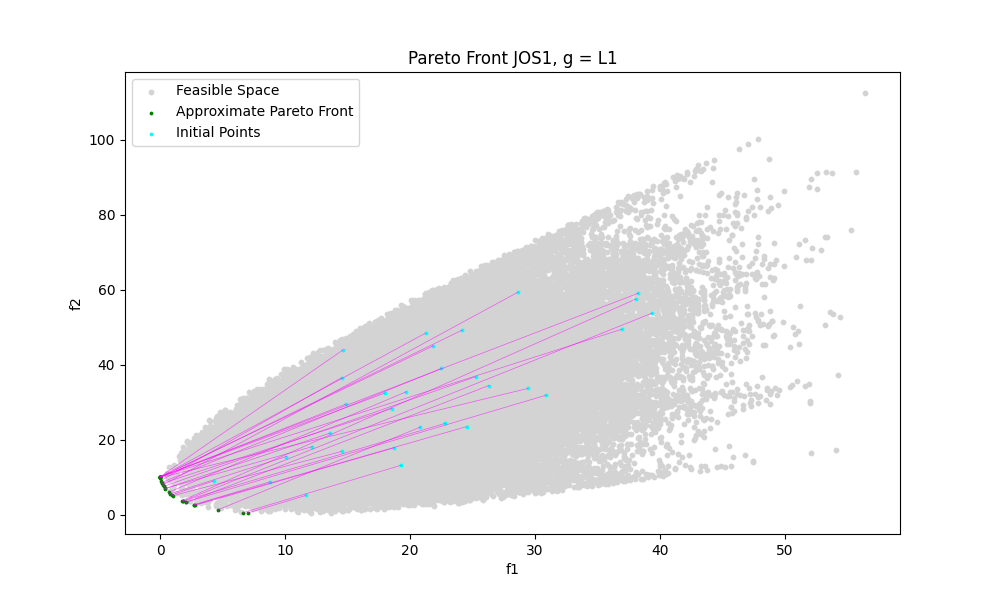 Pareto Front JOS1, g = L1
Feasible Space
Approximate Pareto Front
Initial Points
f2
100
80
60
40
20
0
0 10 20 30 40 50
f1